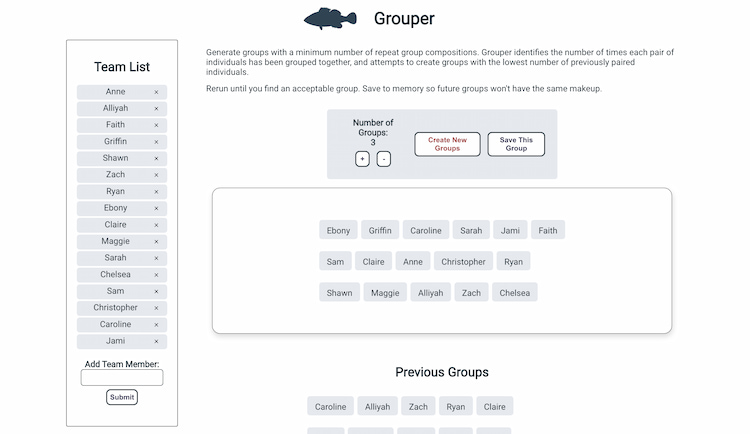 Grouper
Team List
Anne ×
Alliyah ×
Faith ×
Griffin ×
Shawn ×
Zach ×
Ryan ×
Ebony ×
Claire ×
Maggie ×
Sarah ×
Chelsea ×
Sam ×
Christopher ×
Caroline ×
Jami ×
Add Team Member:
Submit
Generate groups with a minimum number of repeat group compositions. Grouper identifies the number of times each pair of
individuals has been grouped together, and attempts to create groups with the lowest number of previously paired
individuals.
Rerun until you find an acceptable group. Save to memory so future groups won't have the same makeup.
Number of
Groups:
3
+ -
Create New
Groups
Save This
Group
Ebony Griffin Caroline Sarah Jami Faith
Sam Claire Anne Christopher Ryan
Shawn Maggie Alliyah Zach Chelsea
Previous Groups
Caroline Alliyah Zach Ryan Claire